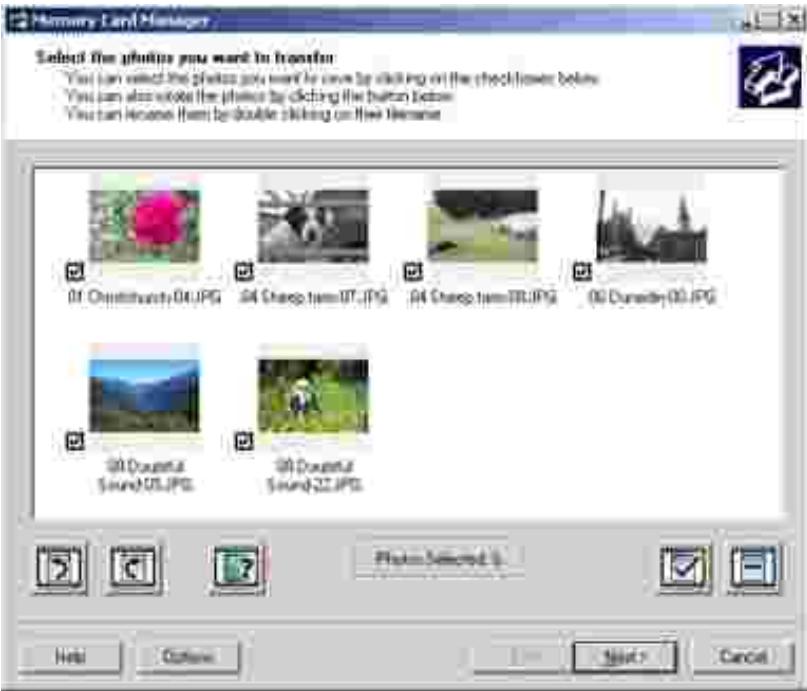 Memory Card Manager
Select the photos you want to transfer
You can select the photos you want to save by clicking on the check boxes below.
You can also rotate the photos by clicking the button below.
You can rename them by double clicking on their filename
01 Christchurch-04.JPG
04 Sheep farm-07.JPG
04 Sheep farm-08.JPG
06 Dunedin-00.JPG
08 Doubtful
Sound-05.JPG
08 Doubtful
Sound-22.JPG
Photos Selected:
Help
Options
Next >
Cancel